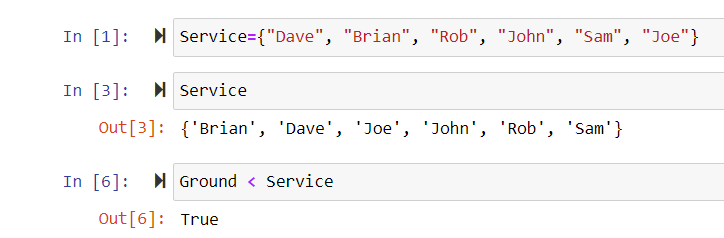 In [1]: Service={"Dave", "Brian", "Rob", "John", "Sam", "Joe"}
In [3]: Service
Out[3]: {'Brian', 'Dave', 'Joe', 'John', 'Rob', 'Sam'}
In [6]: Ground < Service
Out[6]: True